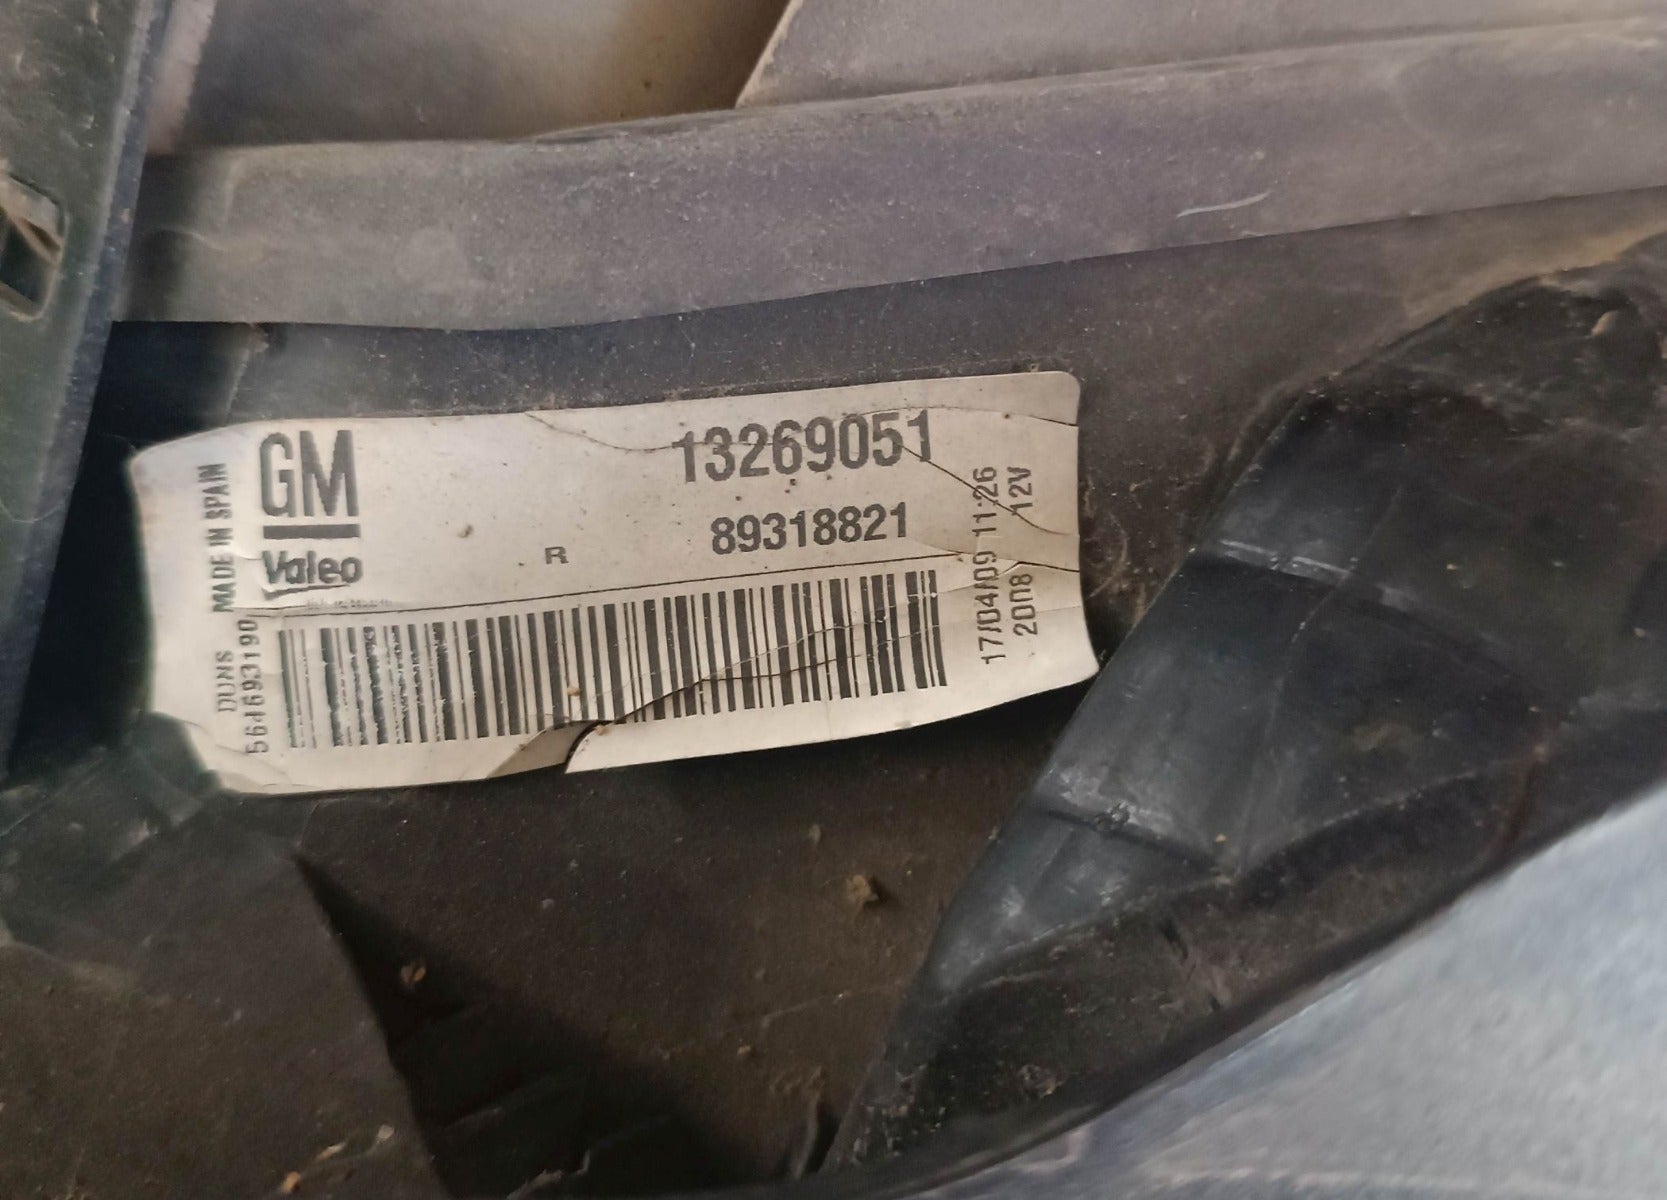 GM
Valeo
R
13269051
89318821
MADE IN SPAIN
DUNS
564693190
17/04/09 11:26
2008 12V